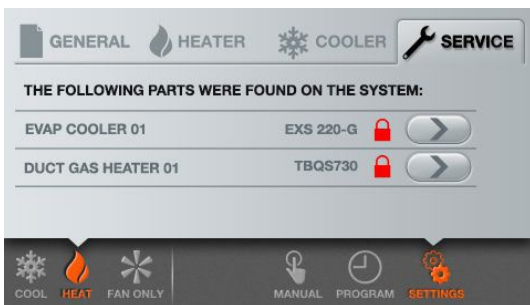 GENERAL HEATER COOLER SERVICE
THE FOLLOWING PARTS WERE FOUND ON THE SYSTEM:
EVAP COOLER 01 EXS 220-G
DUCT GAS HEATER 01 TBQS730
COOL HEAT FAN ONLY MANUAL PROGRAM SETTINGS